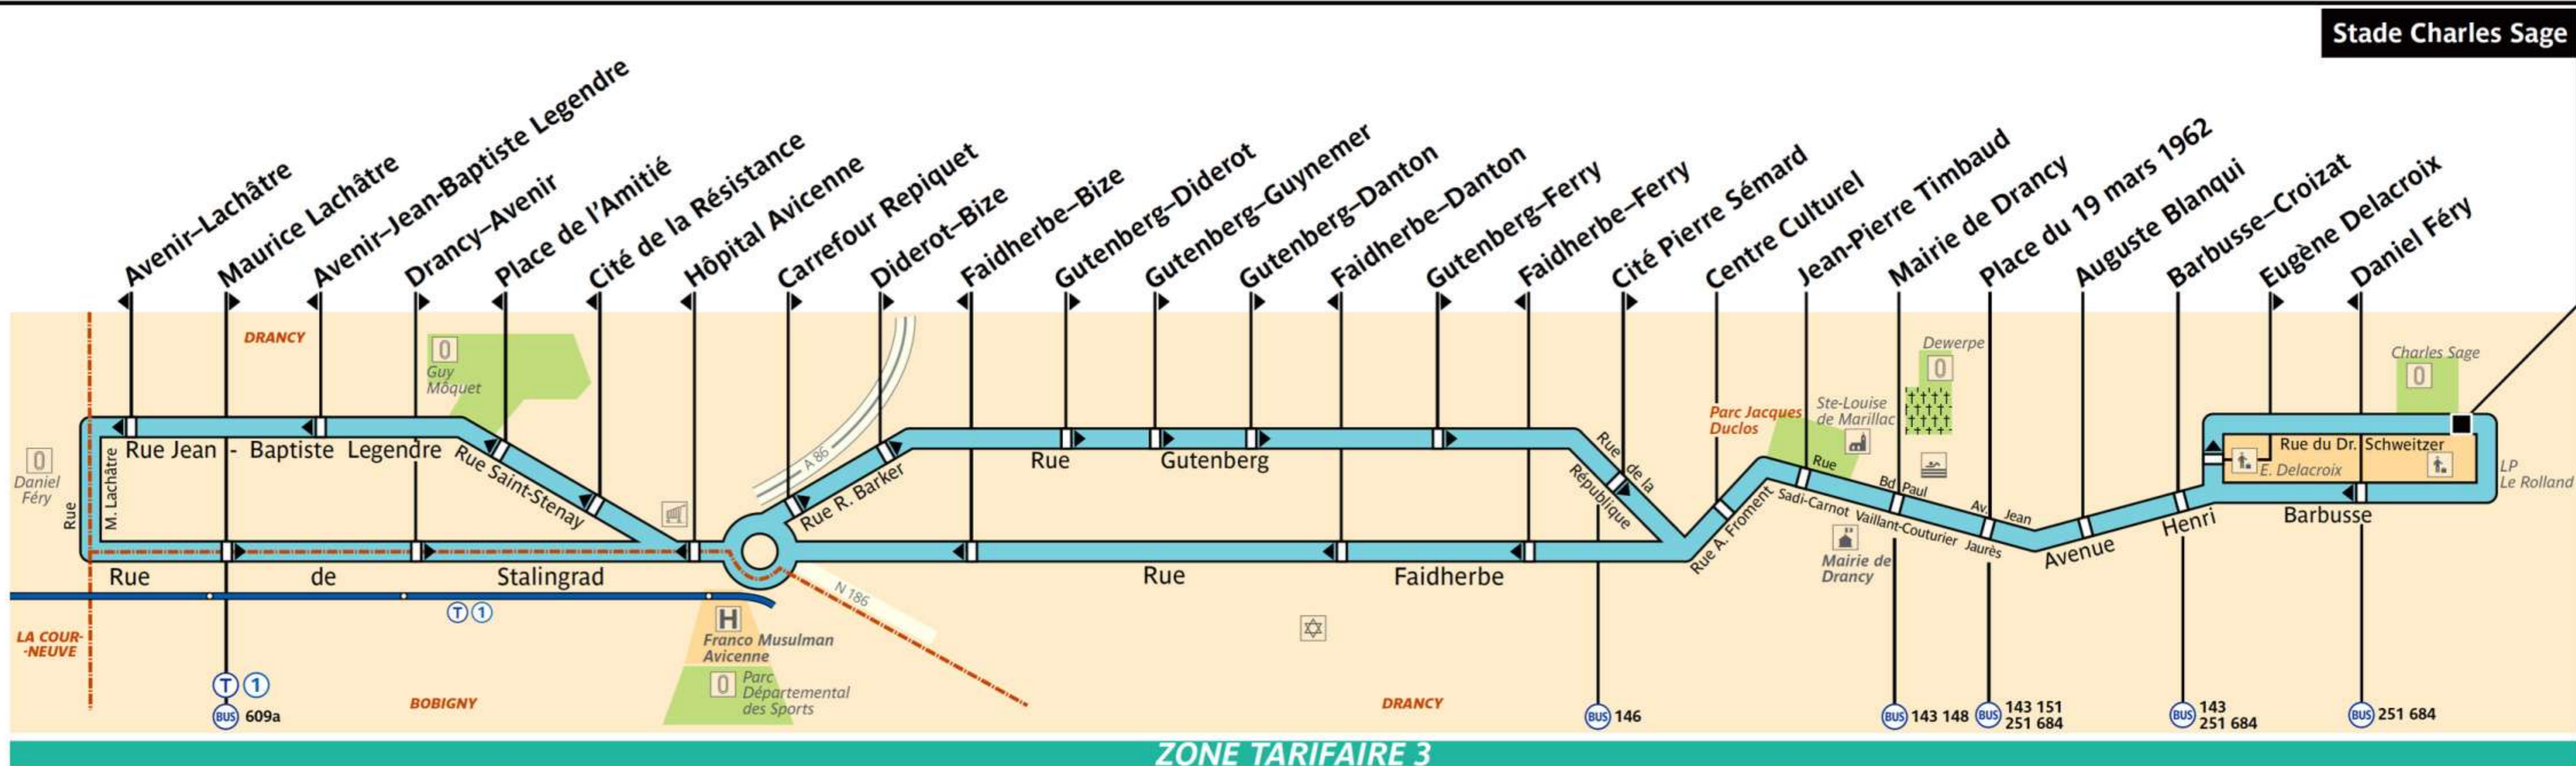 Stade Charles Sage
Avenir–Lachâtre
Maurice Lachâtre
Avenir–Jean-Baptiste Legendre
Drancy–Avenir
Place de l'Amitié
Cité de la Résistance
Hôpital Avicenne
Carrefour Repiquet
Diderot–Bize
Faidherbe–Bize
Gutenberg–Diderot
Gutenberg–Guynemer
Gutenberg–Danton
Faidherbe–Danton
Gutenberg–Ferry
Faidherbe–Ferry
Cité Pierre Sémard
Centre Culturel
Jean-Pierre Timbaud
Mairie de Drancy
Place du 19 mars 1962
Auguste Blanqui
Barbusse–Croizat
Eugène Delacroix
Daniel Féry
DRANCY
Guy
Môquet
Daniel
Féry
Rue
M. Lachâtre
Rue Jean - Baptiste Legendre
Rue Saint-Stenay
A 86
Rue R. Barker
Rue Gutenberg
Rue de la
République
Rue A. Froment
Parc Jacques
Duclos
Ste-Louise
de Marillac
Dewerpe
Charles Sage
Rue
Sadi-Carnot
Bd Paul
Vaillant-Couturier
Av. Jean
Jaurès
Avenue Henri Barbusse
Rue du Dr. Schweitzer
E. Delacroix
LP
Le Rolland
Mairie de
Drancy
Rue de Stalingrad
Rue Faidherbe
N 186
T 1
LA COUR-
-NEUVE
H
Franco Musulman
Avicenne
Parc
Départemental
des Sports
BOBIGNY
DRANCY
T 1
BUS 609a
BUS 146
BUS 143 148
BUS 143 151
251 684
BUS 143
251 684
BUS 251 684
ZONE TARIFAIRE 3